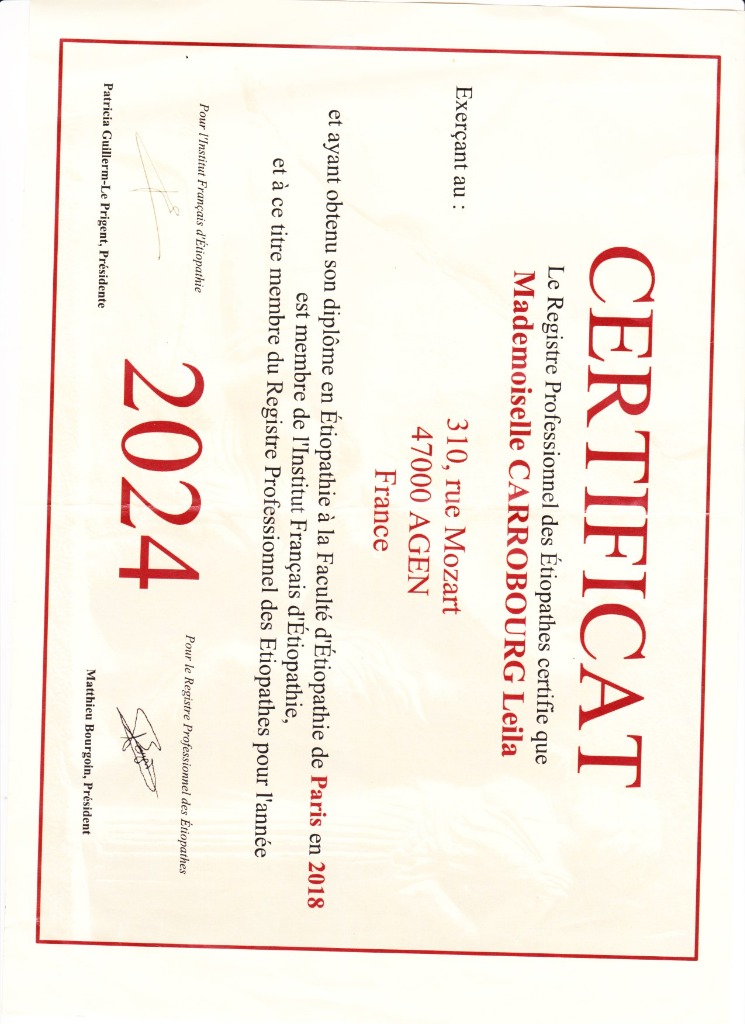 CERTIFICAT
Le Registre Professionnel des Étiopathes certifie que
Mademoiselle CARROBOURG Leila
Exerçant au :
310, rue Mozart
47000 AGEN
France
et ayant obtenu son diplôme en Étiopathie à la Faculté d'Étiopathie de Paris en 2018
est membre de l'Institut Français d'Étiopathie,
et à ce titre membre du Registre Professionnel des Etiopathes pour l'année
2024
Pour l'Institut Français d'Étiopathie
Patricia Guillerm-Le Prigent, Présidente
Pour le Registre Professionnel des Étiopathes
Matthieu Bourgoin, Président